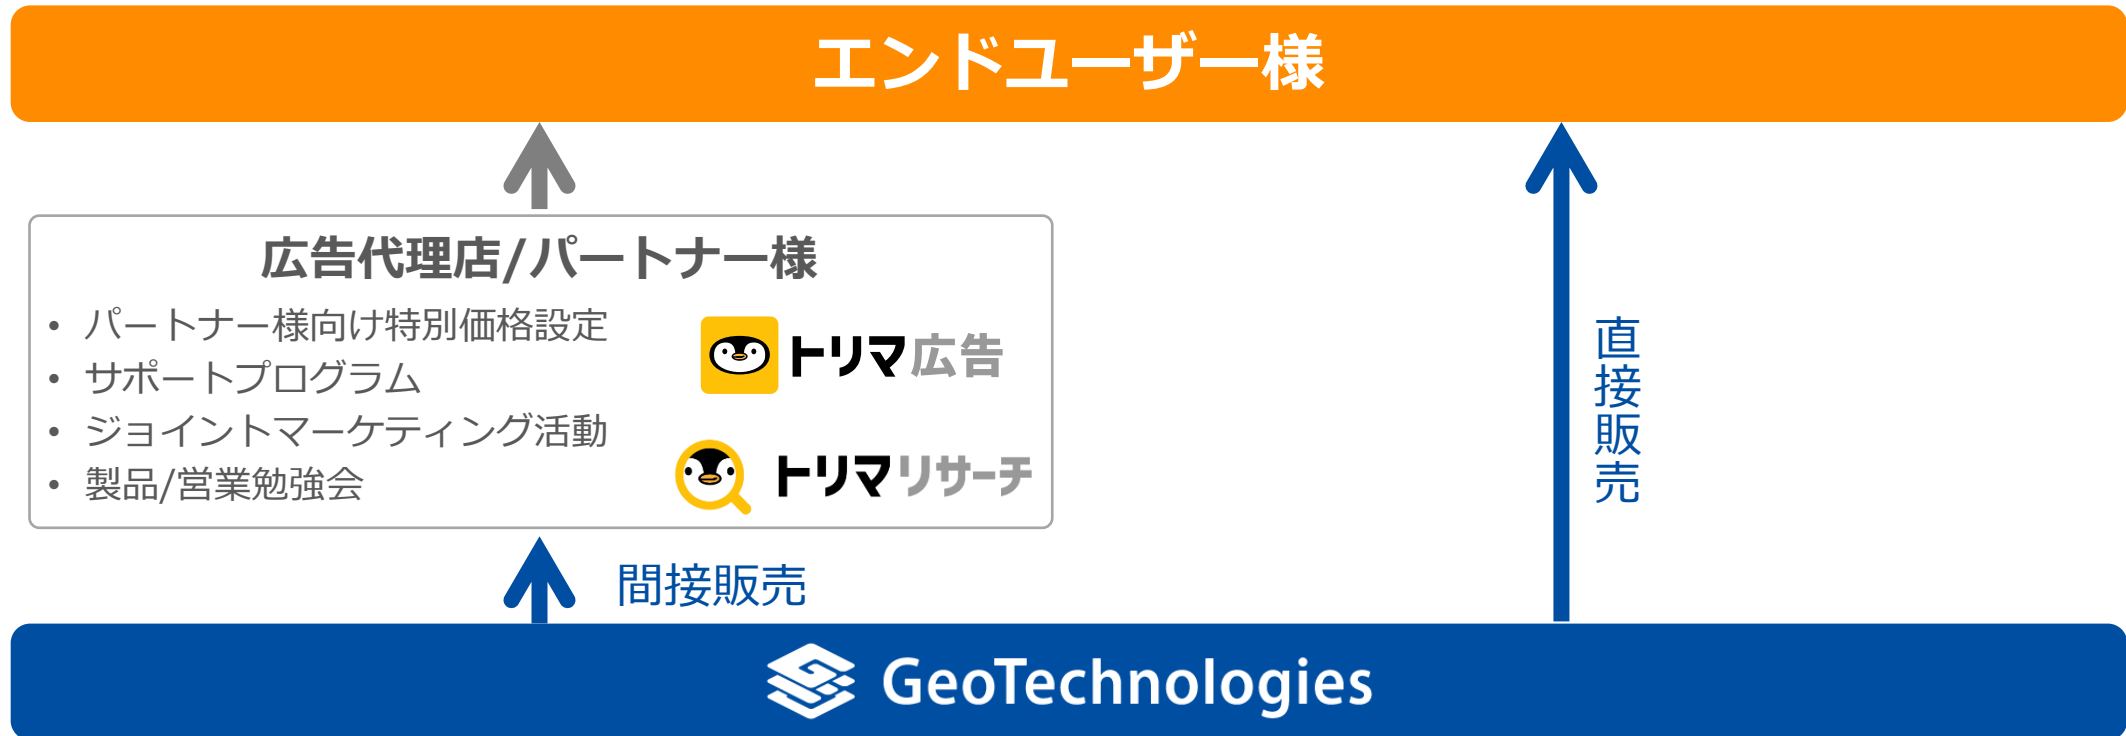 エンドユーザー様
広告代理店/パートナー様
• パートナー様向け特別価格設定
• サポートプログラム
• ジョイントマーケティング活動
• 製品/営業勉強会
トリマ広告
トリマリサーチ
直接販売
間接販売
GeoTechnologies